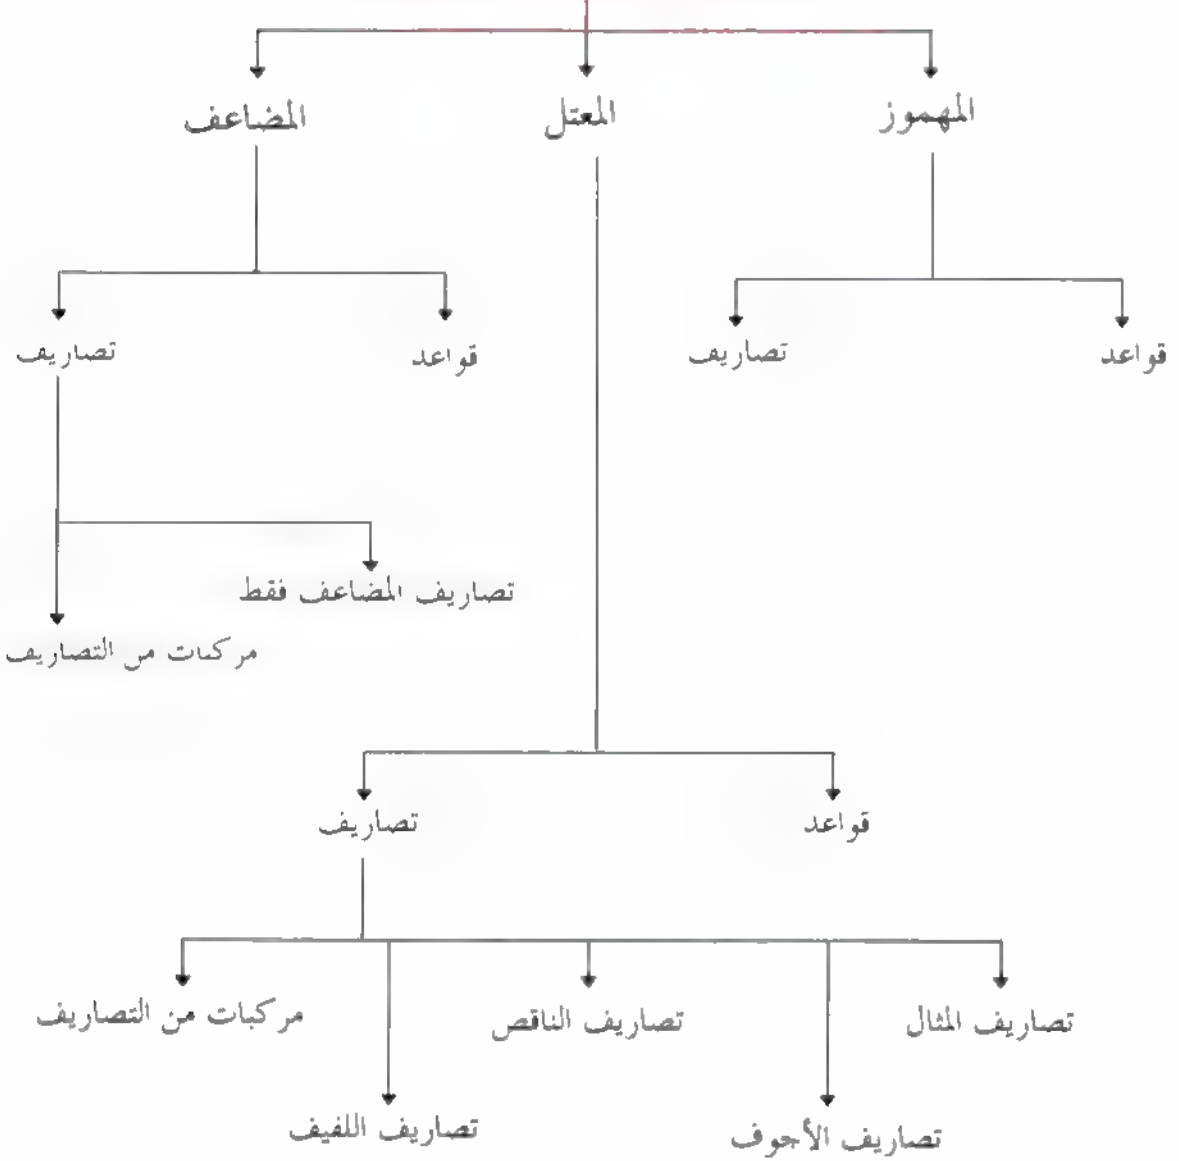 المهموز المعتل المضاعف
قواعد تصاريف قواعد تصاريف
تصاريف المضاعف فقط
مركبات من التصاريف
قواعد تصاريف
تصاريف المثال تصاريف الناقص مركبات من التصاريف
تصاريف الأجوف تصاريف اللفيف